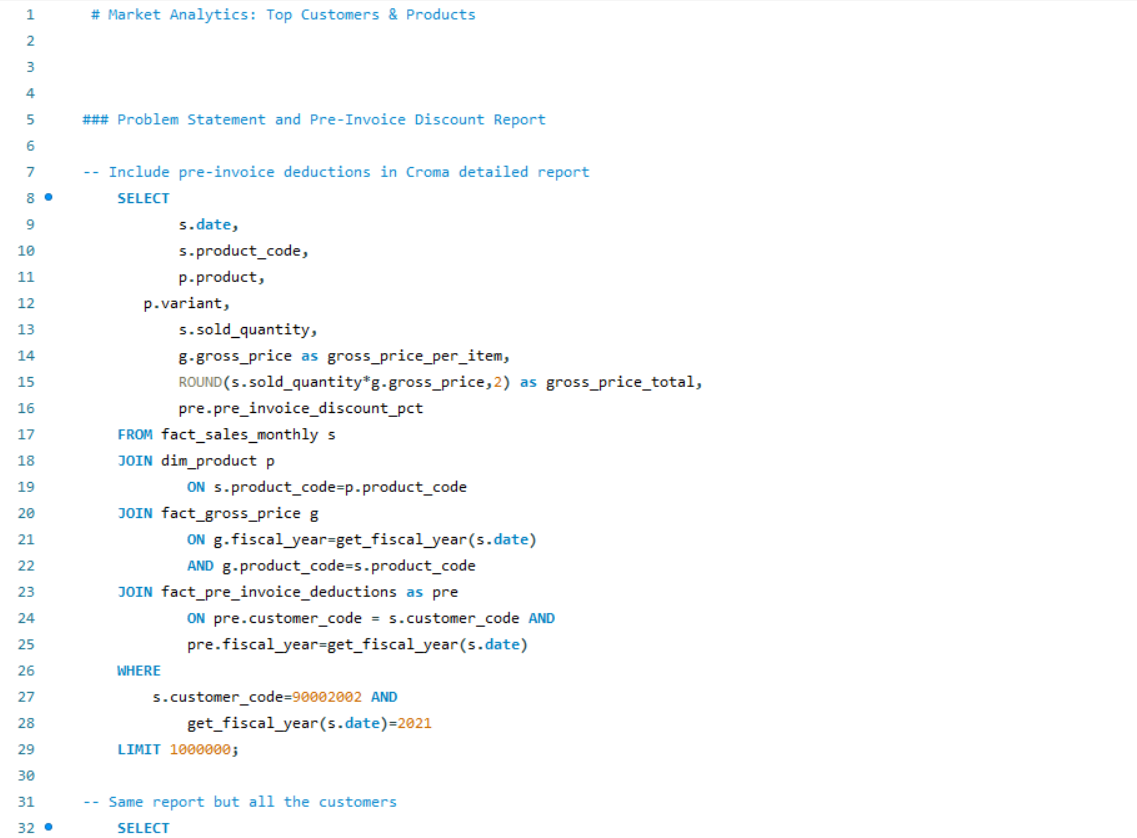 1 # Market Analytics: Top Customers & Products
2
3
4
5 ### Problem Statement and Pre-Invoice Discount Report
6
7 -- Include pre-invoice deductions in Croma detailed report
8 SELECT
9 s.date,
10 s.product_code,
11 p.product,
12 p.variant,
13 s.sold_quantity,
14 g.gross_price as gross_price_per_item,
15 ROUND(s.sold_quantity*g.gross_price,2) as gross_price_total,
16 pre.pre_invoice_discount_pct
17 FROM fact_sales_monthly s
18 JOIN dim_product p
19 ON s.product_code=p.product_code
20 JOIN fact_gross_price g
21 ON g.fiscal_year=get_fiscal_year(s.date)
22 AND g.product_code=s.product_code
23 JOIN fact_pre_invoice_deductions as pre
24 ON pre.customer_code = s.customer_code AND
25 pre.fiscal_year=get_fiscal_year(s.date)
26 WHERE
27 s.customer_code=90002002 AND
28 get_fiscal_year(s.date)=2021
29 LIMIT 1000000;
30
31 -- Same report but all the customers
32 SELECT